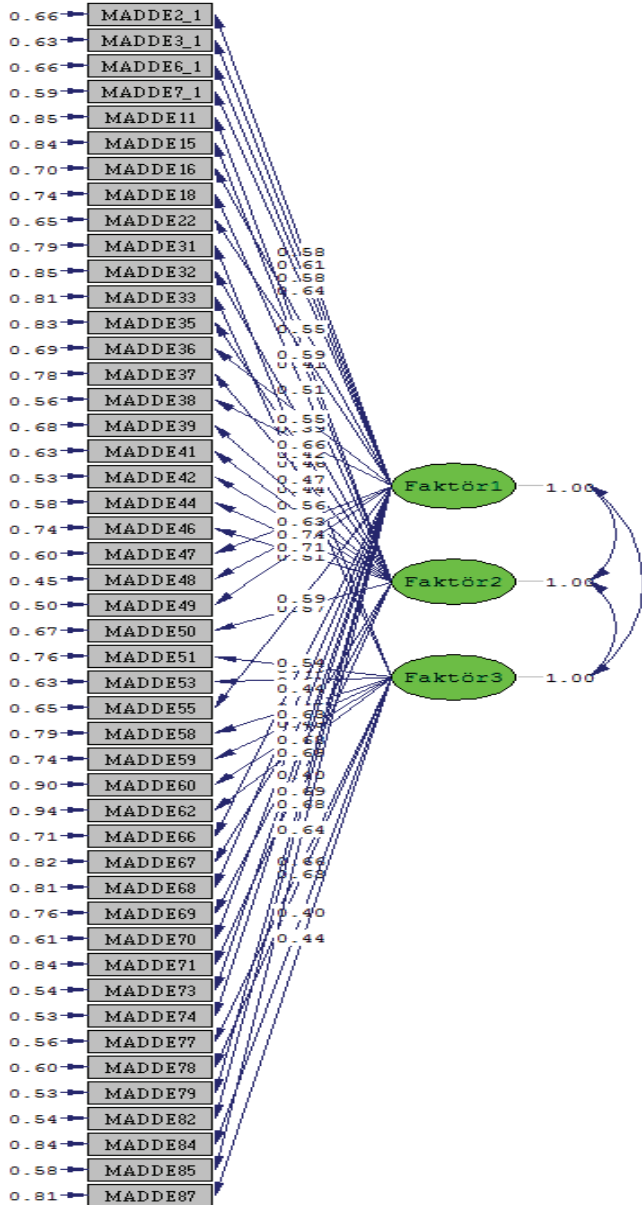 0.66 MADDE2_1
0.63 MADDE3_1
0.66 MADDE6_1
0.59 MADDE7_1
0.85 MADDE11
0.84 MADDE15
0.70 MADDE16
0.74 MADDE18
0.65 MADDE22
0.79 MADDE31
0.58
0.61
0.85 MADDE32
0.58
0.64
0.81 MADDE33
0.83 MADDE35
0.55
0.69 MADDE36
0.59
0.78 MADDE37
0.51
0.56 MADDE38
0.68 MADDE39
0.55
0.63 MADDE41
0.66
0.53 MADDE42
0.47
Faktör1 1.00
0.58 MADDE44
0.56
0.74 MADDE46
0.63
0.74
0.60 MADDE47
0.71
0.45 MADDE48
Faktör2 1.00
0.50 MADDE49
0.59
0.67 MADDE50
0.76 MADDE51
0.54
0.63 MADDE53
Faktör3 1.00
0.44
0.65 MADDE55
0.79 MADDE58
0.74 MADDE59
0.68
0.90 MADDE60
0.40
0.69
0.94 MADDE62
0.68
0.71 MADDE66
0.64
0.82 MADDE67
0.66
0.81 MADDE68
0.76 MADDE69
0.40
0.61 MADDE70
0.44
0.84 MADDE71
0.54 MADDE73
0.53 MADDE74
0.56 MADDE77
0.60 MADDE78
0.53 MADDE79
0.54 MADDE82
0.84 MADDE84
0.58 MADDE85
0.81 MADDE87